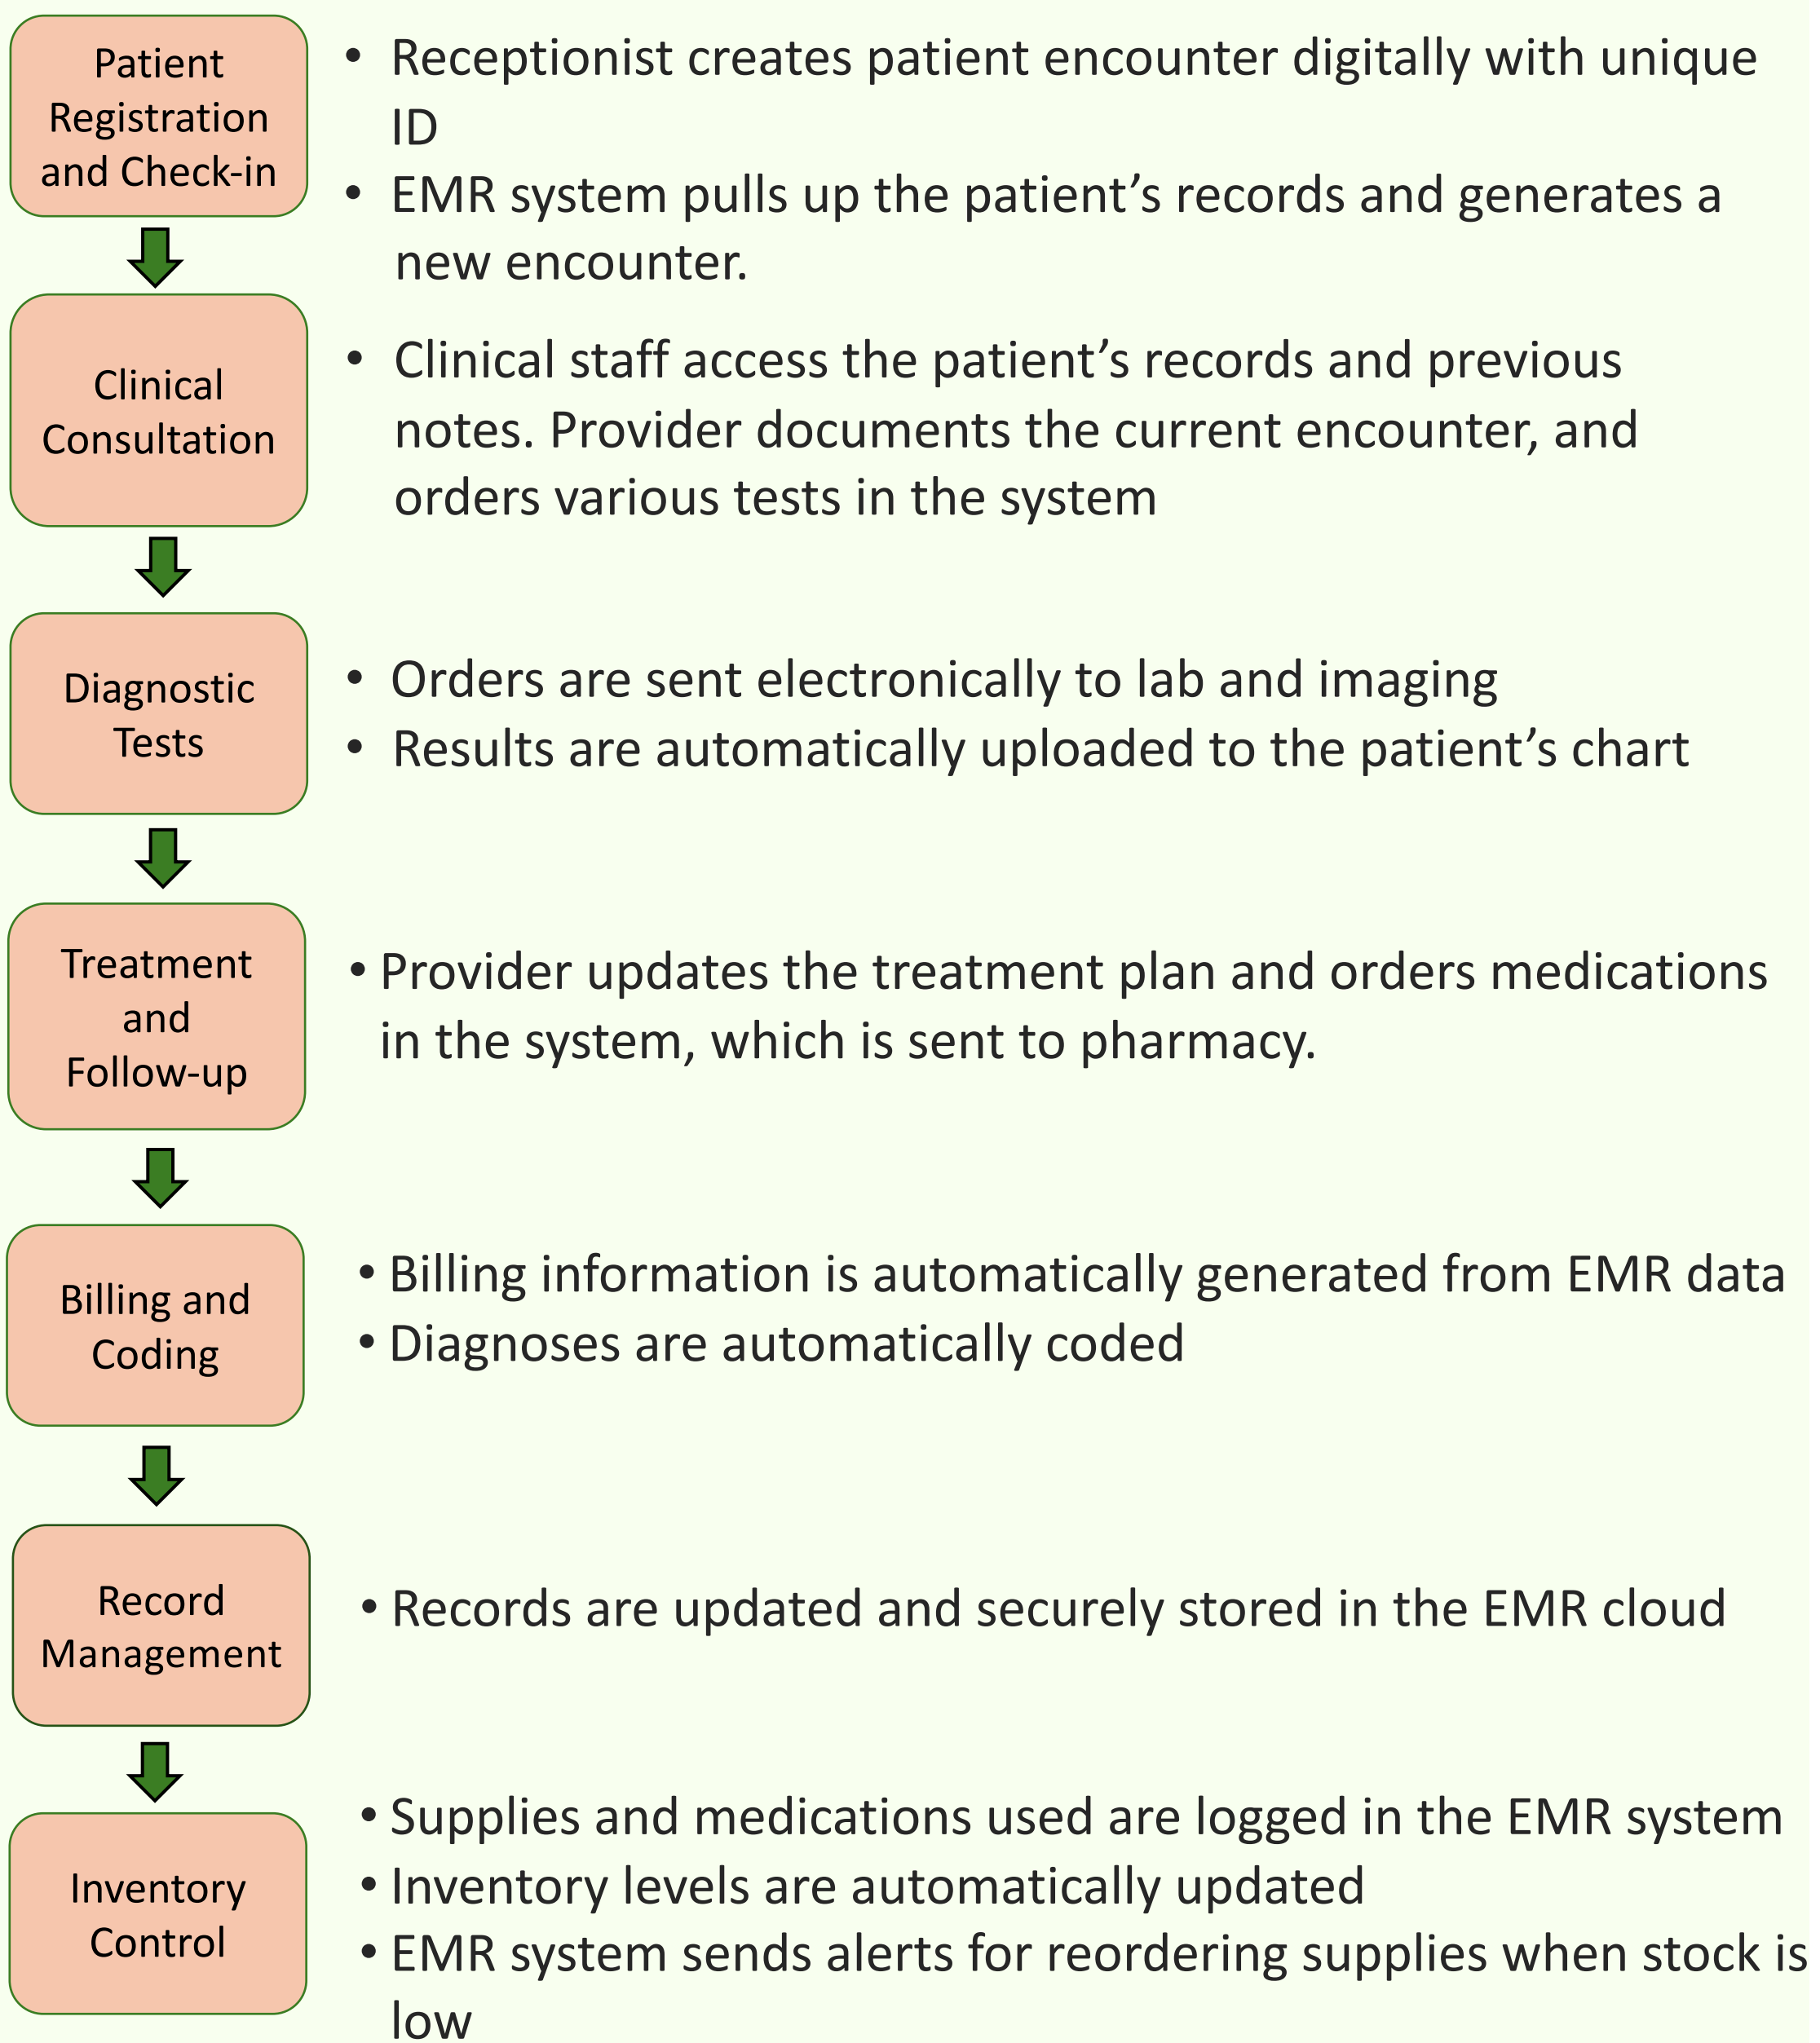 Patient
Registration
and Check-in
• Receptionist creates patient encounter digitally with unique
ID
• EMR system pulls up the patient’s records and generates a
new encounter.
Clinical
Consultation
• Clinical staff access the patient’s records and previous
notes. Provider documents the current encounter, and
orders various tests in the system
Diagnostic
Tests
• Orders are sent electronically to lab and imaging
• Results are automatically uploaded to the patient’s chart
Treatment
and
Follow-up
• Provider updates the treatment plan and orders medications
in the system, which is sent to pharmacy.
Billing and
Coding
• Billing information is automatically generated from EMR data
• Diagnoses are automatically coded
Record
Management
• Records are updated and securely stored in the EMR cloud
Inventory
Control
• Supplies and medications used are logged in the EMR system
• Inventory levels are automatically updated
• EMR system sends alerts for reordering supplies when stock is
low